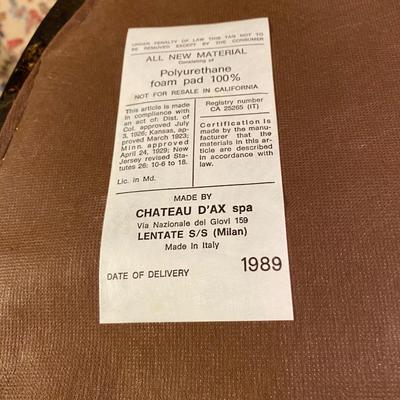 UNDER PENALTY OF LAW THIS TAN NOT TO
BE REMOVED EXCEPT BY THE CONSUMER
ALL NEW MATERIAL
Consisting of
Polyurethane
foam pad 100%
NOT FOR RESALE IN CALIFORNIA
This article is made
in compliance with
an act of: Dist. of
Col. approved July
3, 1926; Kansas, ap-
proved March 1923;
Minn. approved
April 24, 1929; New
Jersey revised Sta-
tutes 26: 10-6 to 18.
Lic. in Md.
Registry number
CA 25265 (IT)
Certification is
made by the manu-
facturer that the
materials in this ar-
ticle are described
in accordance with
law.
MADE BY
CHATEAU D'AX spa
Via Nazionale dei Giovi 159
LENTATE S/S (Milan)
Made in Italy
DATE OF DELIVERY 1989